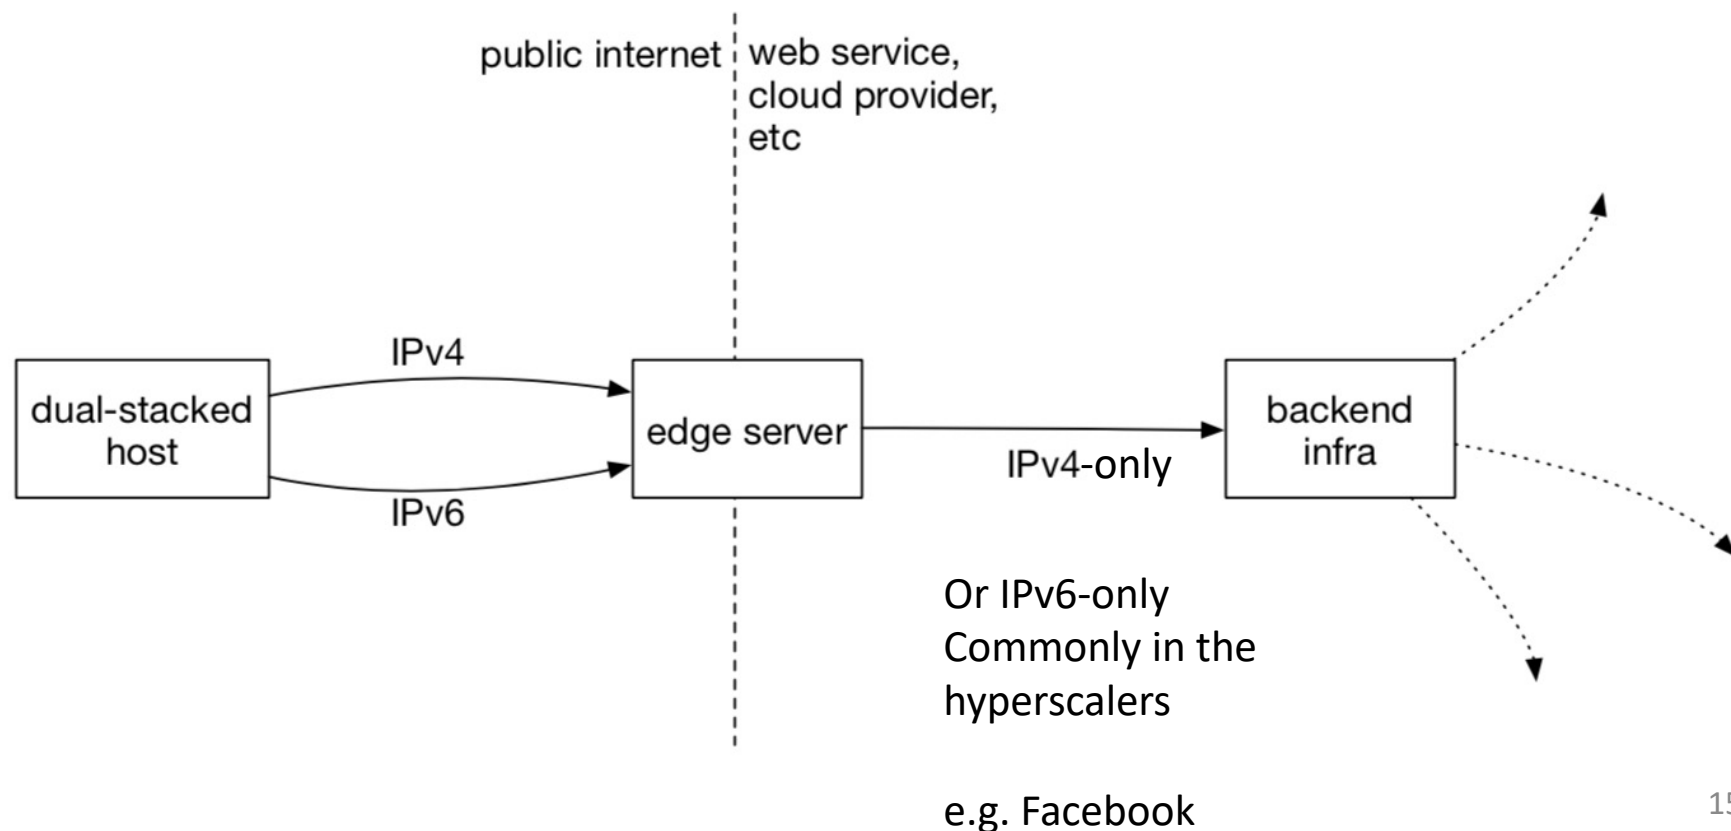 public internet
web service,
cloud provider,
etc
IPv4
dual-stacked
host
IPv6
edge server
IPv4-only
backend
infra
Or IPv6-only
Commonly in the
hyperscalers
e.g. Facebook
15